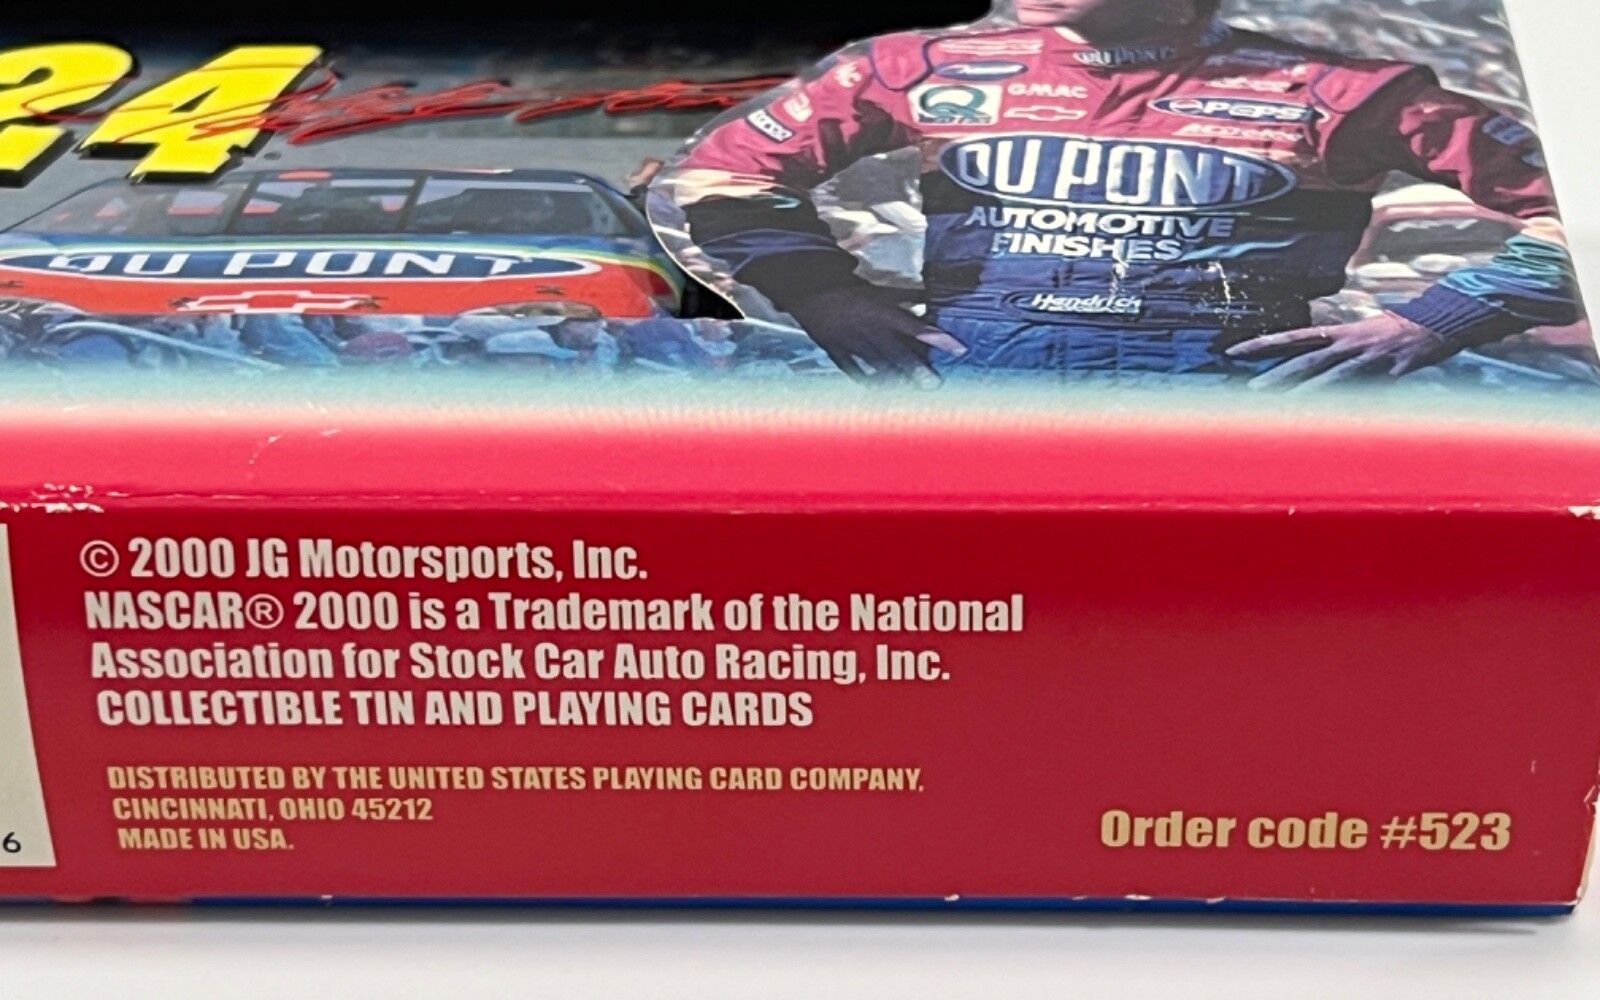 24
DU PONT
GMAC
Q
PEPSI
DU PONT
DU PONT
AUTOMOTIVE
FINISHES
Hendrick
© 2000 JG Motorsports, Inc.
NASCAR® 2000 is a Trademark of the National
Association for Stock Car Auto Racing, Inc.
COLLECTIBLE TIN AND PLAYING CARDS
DISTRIBUTED BY THE UNITED STATES PLAYING CARD COMPANY,
CINCINNATI, OHIO 45212
MADE IN USA.
Order code #523
6